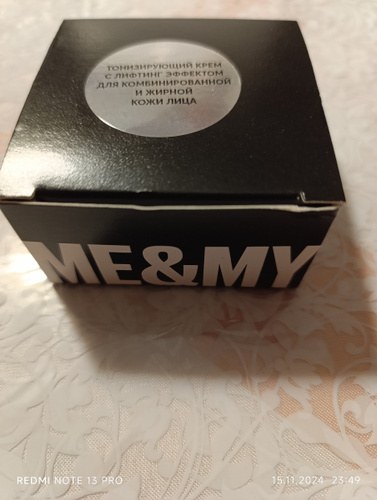 ТОНИЗИРУЮЩИЙ КРЕМ
С ЛИФТИНГ ЭФФЕКТОМ
ДЛЯ КОМБИНИРОВАННОЙ
И ЖИРНОЙ
КОЖИ ЛИЦА
ME&MY
REDMI NOTE 13 PRO
15.11.2024 23:49